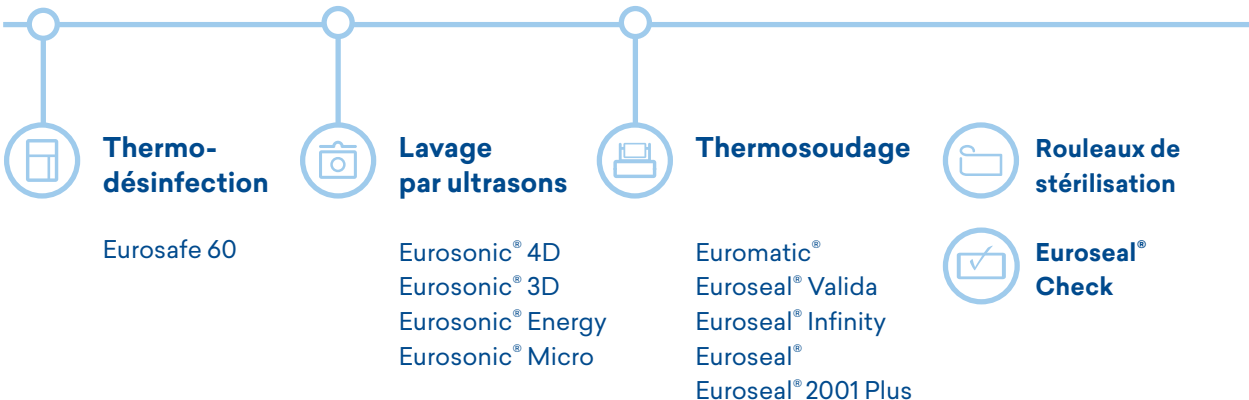 Thermo-
désinfection
Eurosafe 60
Lavage
par ultrasons
Eurosonic® 4D
Eurosonic® 3D
Eurosonic® Energy
Eurosonic® Micro
Thermosoudage
Euromatic®
Euroseal® Valida
Euroseal® Infinity
Euroseal®
Euroseal® 2001 Plus
Rouleaux de
stérilisation
Euroseal®
Check